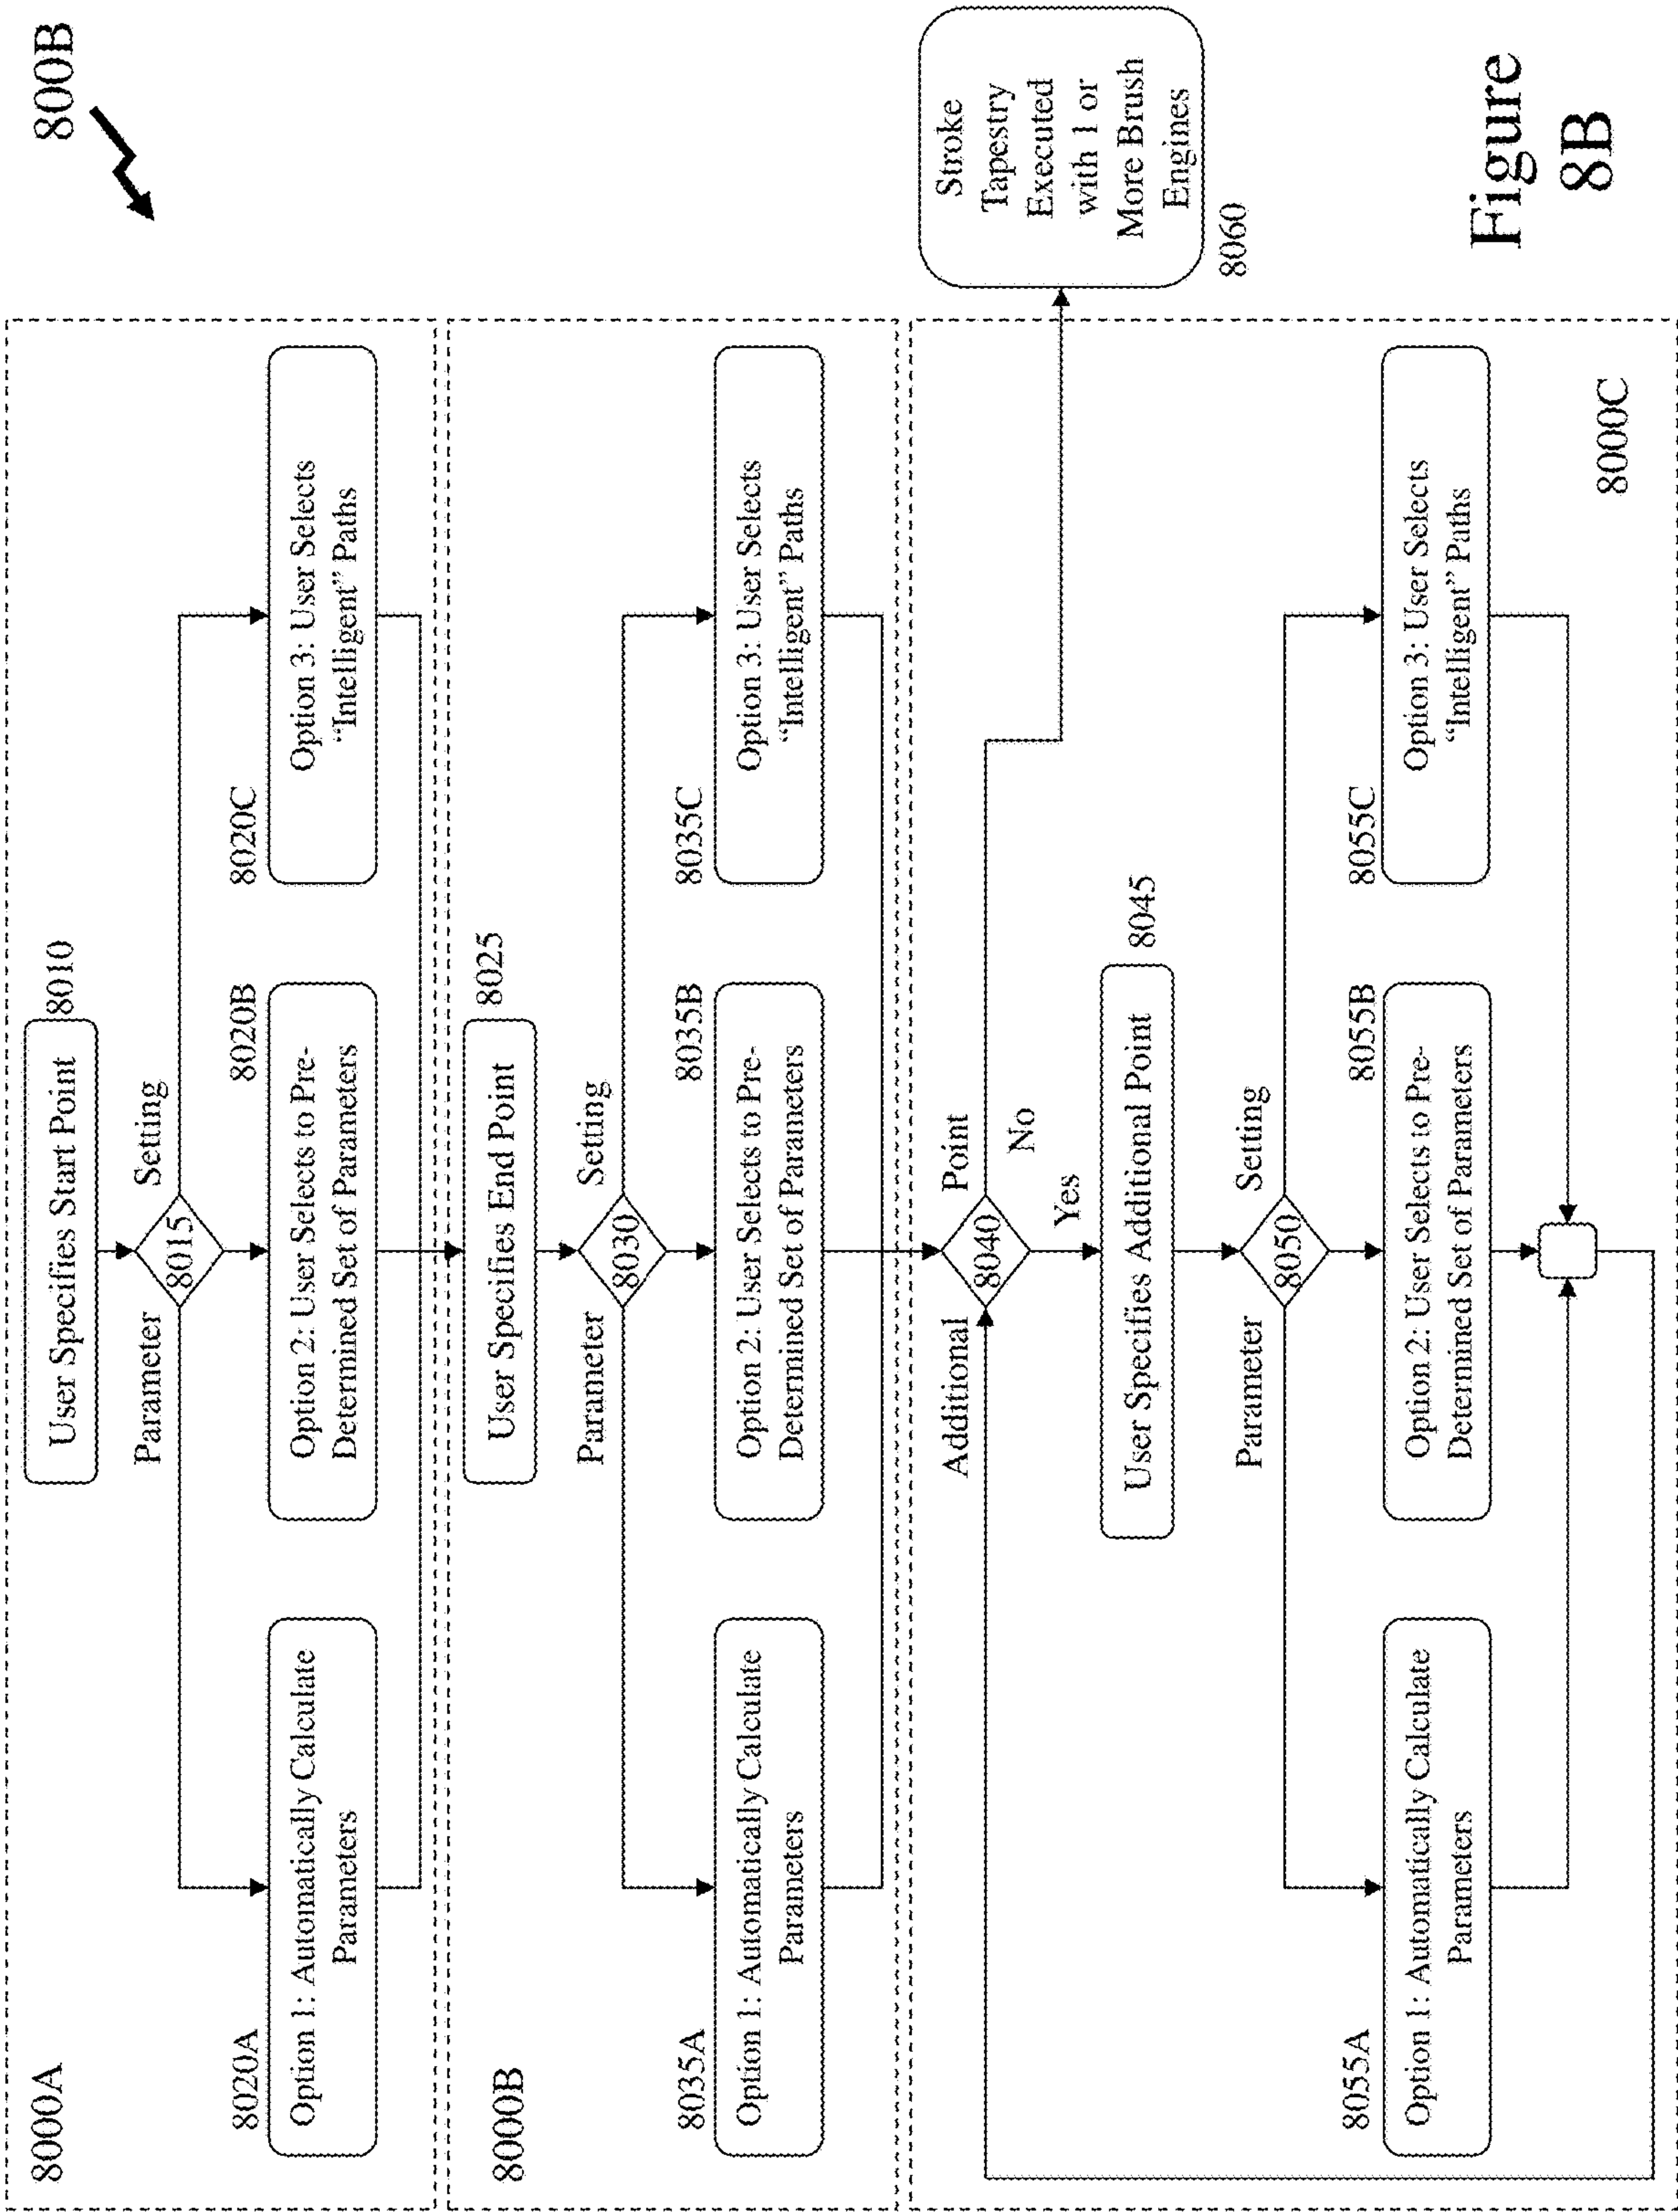 800B
8000A
User Specifies Start Point
8010
Parameter
Setting
8015
8020A
Option 1: Automatically Calculate
Parameters
8020B
Option 2: User Selects to Pre-
Determined Set of Parameters
8020C
Option 3: User Selects
“Intelligent” Paths
8000B
User Specifies End Point
8025
Parameter
Setting
8030
8035A
Option 1: Automatically Calculate
Parameters
8035B
Option 2: User Selects to Pre-
Determined Set of Parameters
8035C
Option 3: User Selects
“Intelligent” Paths
Additional
Point
8040
No
Yes
User Specifies Additional Point
8045
Parameter
Setting
8050
8055A
Option 1: Automatically Calculate
Parameters
8055B
Option 2: User Selects to Pre-
Determined Set of Parameters
8055C
Option 3: User Selects
“Intelligent” Paths
8000C
Stroke
Tapestry
Executed
with 1 or
More Brush
Engines
8060
Figure
8B